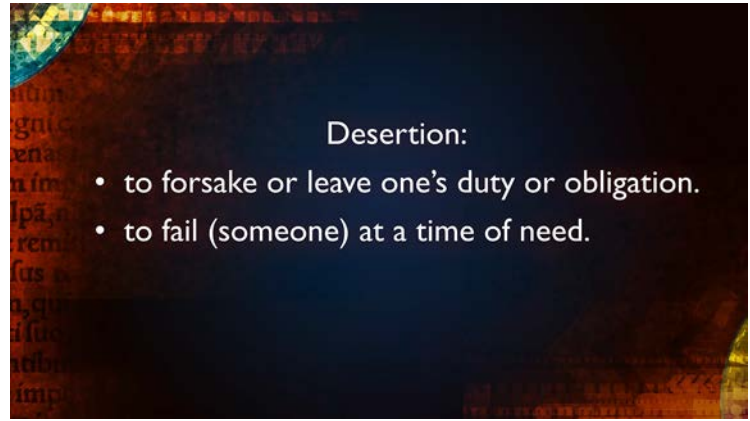 Desertion:
• to forsake or leave one's duty or obligation.
• to fail (someone) at a time of need.